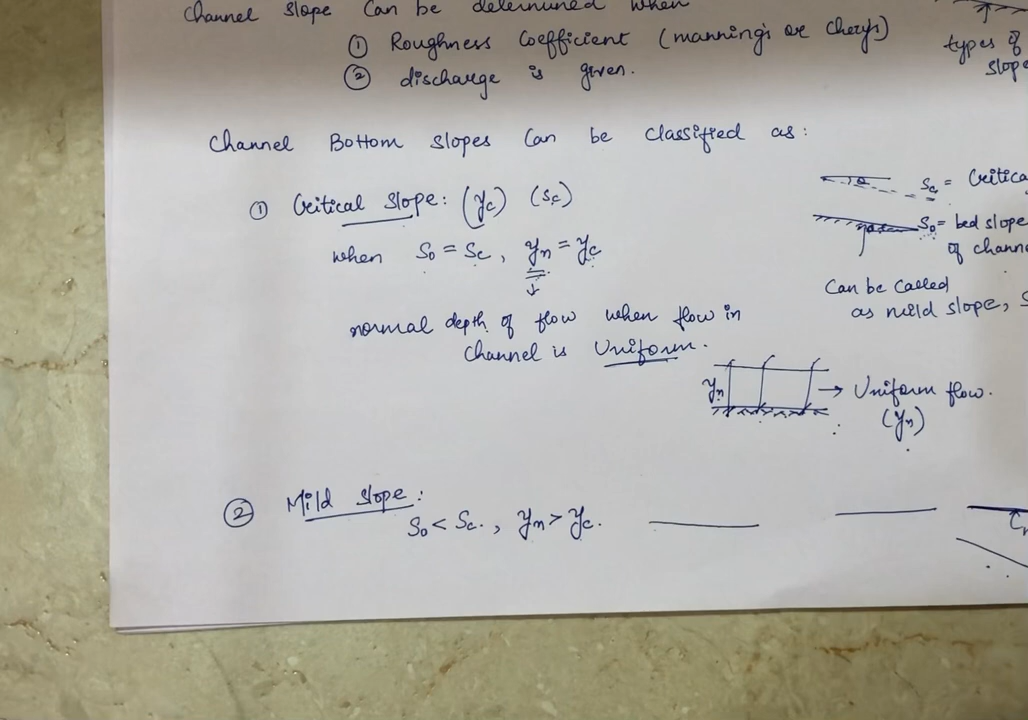 Channel slope can be determined when
① Roughness Coefficient (manning's or Chezy's)
② discharge is given.
types of
slope
Channel Bottom slopes can be classified as:
① Critical slope: (yc) (Sc)
when So = Sc, yn = yc
↓
normal depth of flow when flow in
channel is Uniform.
Sc = Critica
So = bed slope
of chann
Can be called
as mild slope, S
yn → Uniform flow.
(yn)
② Mild slope:
So < Sc., yn > yc.